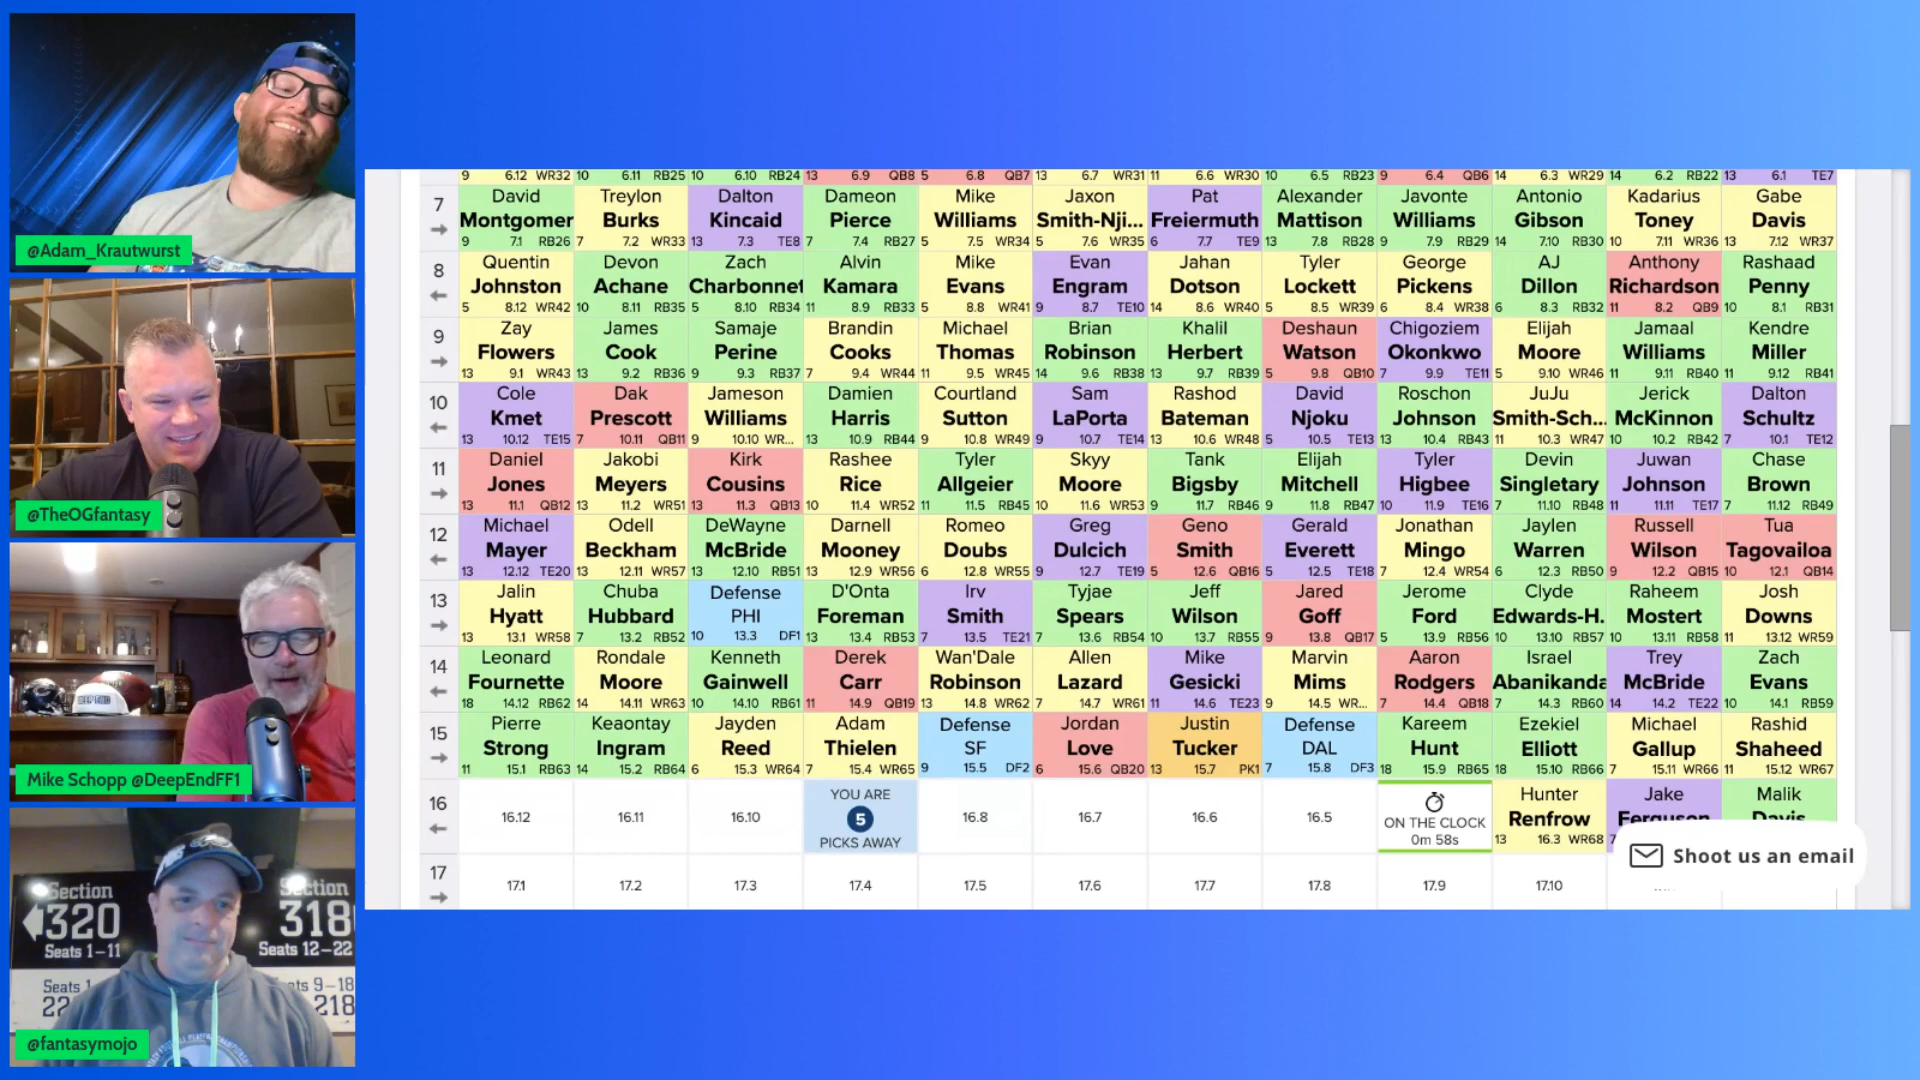 @Adam_Krautwurst
@TheOGfantasy
Mike Schopp @DeepEndFF1
Section
320
Seats 1-11
Section
318
Seats 12-22
Seats 1
22
ts 9-18
218
@fantasymojo
9 6.12 WR32 10 6.11 RB25 10 6.10 RB24 13 6.9 QB8 5 6.8 QB7 13 6.7 WR31 11 6.6 WR30 10 6.5 RB23 9 6.4 QB6 14 6.3 WR29 14 6.2 RB22 13 6.1 TE7
7 David Treylon Dalton Dameon Mike Jaxon Pat Alexander Javonte Antonio Kadarius Gabe
Montgomer Burks Kincaid Pierce Williams Smith-Nji... Freiermuth Mattison Williams Gibson Toney Davis
9 7.1 RB26 7 7.2 WR33 13 7.3 TE8 7 7.4 RB27 5 7.5 WR34 5 7.6 WR35 6 7.7 TE9 13 7.8 RB28 9 7.9 RB29 14 7.10 RB30 10 7.11 WR36 13 7.12 WR37
8 Quentin Devon Zach Alvin Mike Evan Jahan Tyler George AJ Anthony Rashaad
Johnston Achane Charbonnet Kamara Evans Engram Dotson Lockett Pickens Dillon Richardson Penny
5 8.12 WR42 10 8.11 RB35 5 8.10 RB34 11 8.9 RB33 5 8.8 WR41 9 8.7 TE10 14 8.6 WR40 5 8.5 WR39 6 8.4 WR38 6 8.3 RB32 11 8.2 QB9 10 8.1 RB31
9 Zay James Samaje Brandin Michael Brian Khalil Deshaun Chigoziem Elijah Jamaal Kendre
Flowers Cook Perine Cooks Thomas Robinson Herbert Watson Okonkwo Moore Williams Miller
13 9.1 WR43 13 9.2 RB36 9 9.3 RB37 7 9.4 WR44 11 9.5 WR45 14 9.6 RB38 13 9.7 RB39 5 9.8 QB10 7 9.9 TE11 5 9.10 WR46 11 9.11 RB40 11 9.12 RB41
10 Cole Dak Jameson Damien Courtland Sam Rashod David Roschon JuJu Jerick Dalton
Kmet Prescott Williams Harris Sutton LaPorta Bateman Njoku Johnson Smith-Sch... McKinnon Schultz
13 10.12 TE15 7 10.11 QB11 9 10.10 WR... 13 10.9 RB44 9 10.8 WR49 9 10.7 TE14 13 10.6 WR48 5 10.5 TE13 13 10.4 RB43 11 10.3 WR47 10 10.2 RB42 7 10.1 TE12
11 Daniel Jakobi Kirk Rashee Tyler Skyy Tank Elijah Tyler Devin Juwan Chase
Jones Meyers Cousins Rice Allgeier Moore Bigsby Mitchell Higbee Singletary Johnson Brown
13 11.1 QB12 13 11.2 WR51 13 11.3 QB13 10 11.4 WR52 11 11.5 RB45 10 11.6 WR53 9 11.7 RB46 9 11.8 RB47 10 11.9 TE16 7 11.10 RB48 11 11.11 TE17 7 11.12 RB49
12 Michael Odell DeWayne Darnell Romeo Greg Geno Gerald Jonathan Jaylen Russell Tua
Mayer Beckham McBride Mooney Doubs Dulcich Smith Everett Mingo Warren Wilson Tagovailoa
13 12.12 TE20 13 12.11 WR57 13 12.10 RB51 13 12.9 WR56 6 12.8 WR55 9 12.7 TE19 5 12.6 QB16 5 12.5 TE18 7 12.4 WR54 6 12.3 RB50 9 12.2 QB15 10 12.1 QB14
13 Jalin Chuba Defense D'Onta Irv Tyjae Jeff Jared Jerome Clyde Raheem Josh
Hyatt Hubbard PHI Foreman Smith Spears Wilson Goff Ford Edwards-H. Mostert Downs
13 13.1 WR58 7 13.2 RB52 10 13.3 DF1 13 13.4 RB53 7 13.5 TE21 7 13.6 RB54 10 13.7 RB55 9 13.8 QB17 5 13.9 RB56 10 13.10 RB57 10 13.11 RB58 11 13.12 WR59
14 Leonard Rondale Kenneth Derek Wan'Dale Allen Mike Marvin Aaron Israel Trey Zach
Fournette Moore Gainwell Carr Robinson Lazard Gesicki Mims Rodgers Abanikanda McBride Evans
18 14.12 RB62 14 14.11 WR63 10 14.10 RB61 11 14.9 QB19 13 14.8 WR62 7 14.7 WR61 11 14.6 TE23 9 14.5 WR... 7 14.4 QB18 7 14.3 RB60 14 14.2 TE22 10 14.1 RB59
15 Pierre Keaontay Jayden Adam Defense Jordan Justin Defense Kareem Ezekiel Michael Rashid
Strong Ingram Reed Thielen SF Love Tucker DAL Hunt Elliott Gallup Shaheed
11 15.1 RB63 14 15.2 RB64 6 15.3 WR64 7 15.4 WR65 9 15.5 DF2 6 15.6 QB20 13 15.7 PK1 7 15.8 DF3 18 15.9 RB65 18 15.10 RB66 7 15.11 WR66 11 15.12 WR67
16 YOU ARE Hunter Jake Malik
16.12 16.11 16.10 5 16.8 16.7 16.6 16.5 ON THE CLOCK Renfrow Ferguson Davis
PICKS AWAY 0m 58s 13 16.3 WR68 7
Shoot us an email
17 17.1 17.2 17.3 17.4 17.5 17.6 17.7 17.8 17.9 17.10